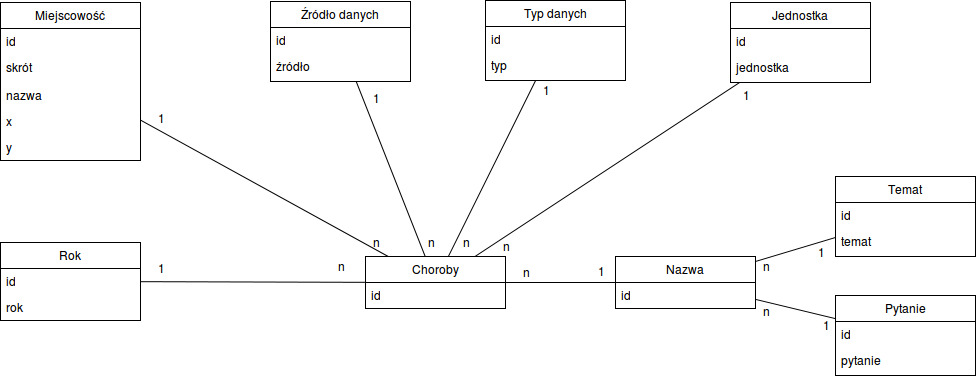 Miejscowość
id
skrót
nazwa
x
y
1
Źródło danych
id
źródło
1
Typ danych
id
typ
1
Jednostka
id
jednostka
1
Temat
id
temat
1
Rok
id
rok
1
n
n
n
n
n
Choroby
id
n
1
Nazwa
id
n
n
Pytanie
id
pytanie
1